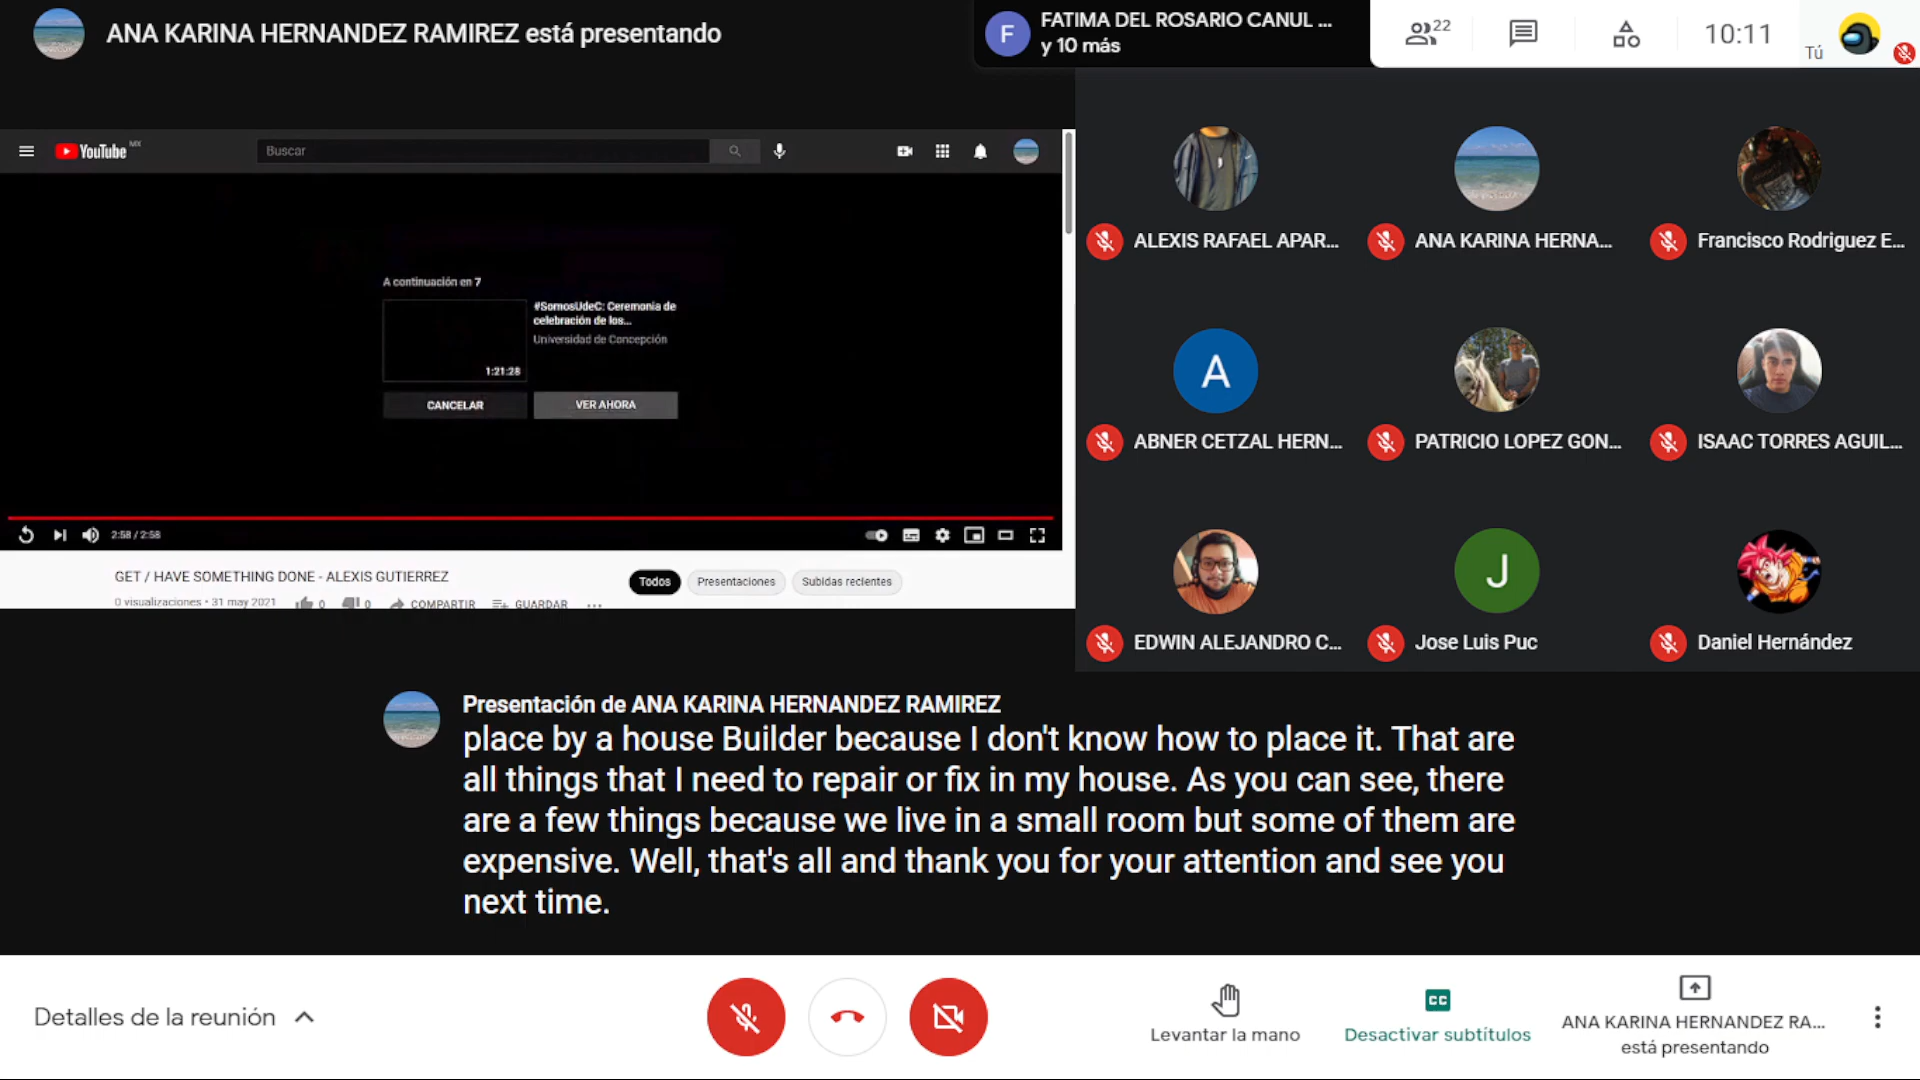 ANA KARINA HERNANDEZ RAMIREZ está presentando
F
FATIMA DEL ROSARIO CANUL ...
y 10 más
22
10:11
Tú
YouTube MX
Buscar
A continuación en 7
#SomosUdeC: Ceremonia de
celebración de los...
Universidad de Concepción
1:21:28
CANCELAR
VER AHORA
2:58 / 2:58
GET / HAVE SOMETHING DONE - ALEXIS GUTIERREZ
0 visualizaciones • 31 may 2021
0
0
COMPARTIR
GUARDAR
...
Todos
Presentaciones
Subidas recientes
ALEXIS RAFAEL APAR...
ANA KARINA HERNA...
Francisco Rodriguez E...
A
ABNER CETZAL HERN...
PATRICIO LOPEZ GON...
ISAAC TORRES AGUIL...
J
EDWIN ALEJANDRO C...
Jose Luis Puc
Daniel Hernández
Presentación de ANA KARINA HERNANDEZ RAMIREZ
place by a house Builder because I don't know how to place it. That are
all things that I need to repair or fix in my house. As you can see, there
are a few things because we live in a small room but some of them are
expensive. Well, that's all and thank you for your attention and see you
next time.
Detalles de la reunión
Levantar la mano
CC
Desactivar subtítulos
ANA KARINA HERNANDEZ RA...
está presentando